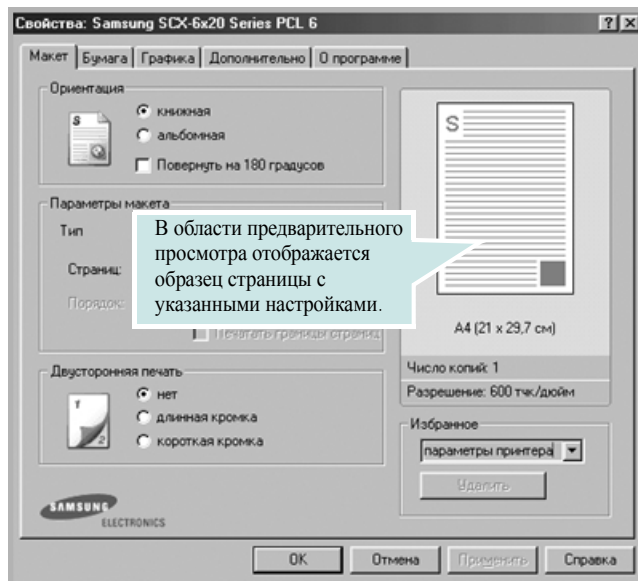 Свойства: Samsung SCX-6x20 Series PCL 6
? x
Макет Бумага Графика Дополнительно О программе
Ориентация
S
книжная
альбомная
Повернуть на 180 градусов
Параметры макета
Тип
Страниц:
Порядок:
Печатать границы страниц
В области предварительного
просмотра отображается
образец страницы с
указанными настройками.
Двусторонняя печать
1
2
нет
длинная кромка
короткая кромка
S
A4 (21 x 29,7 см)
Число копий: 1
Разрешение: 600 тчк/дюйм
Избранное
параметры принтера
Удалить
SAMSUNG
ELECTRONICS
OK Отмена Применить Справка